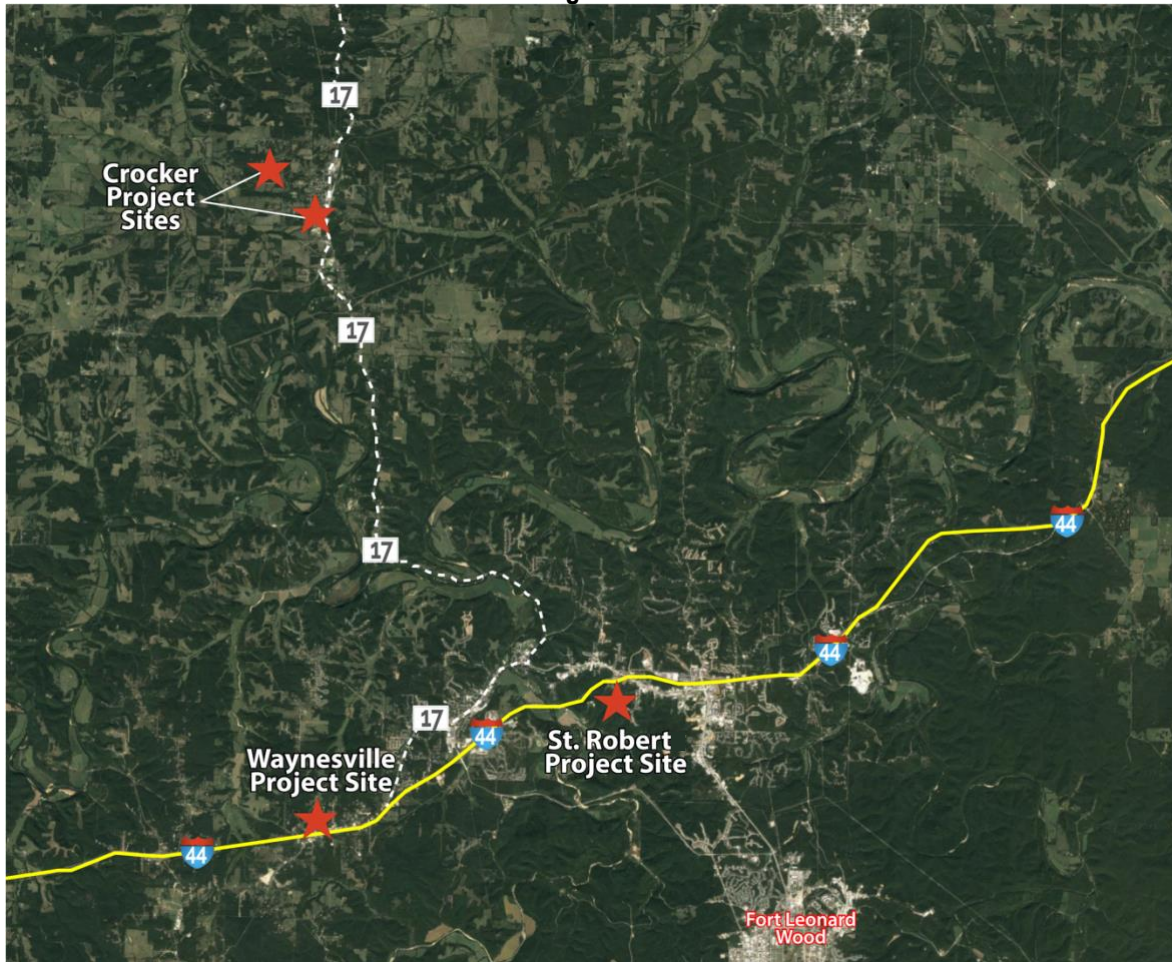 17
Crocker
Project
Sites
17
44
17
44
17
44
St. Robert
Project Site
Waynesville
Project Site
44
Fort Leonard
Wood